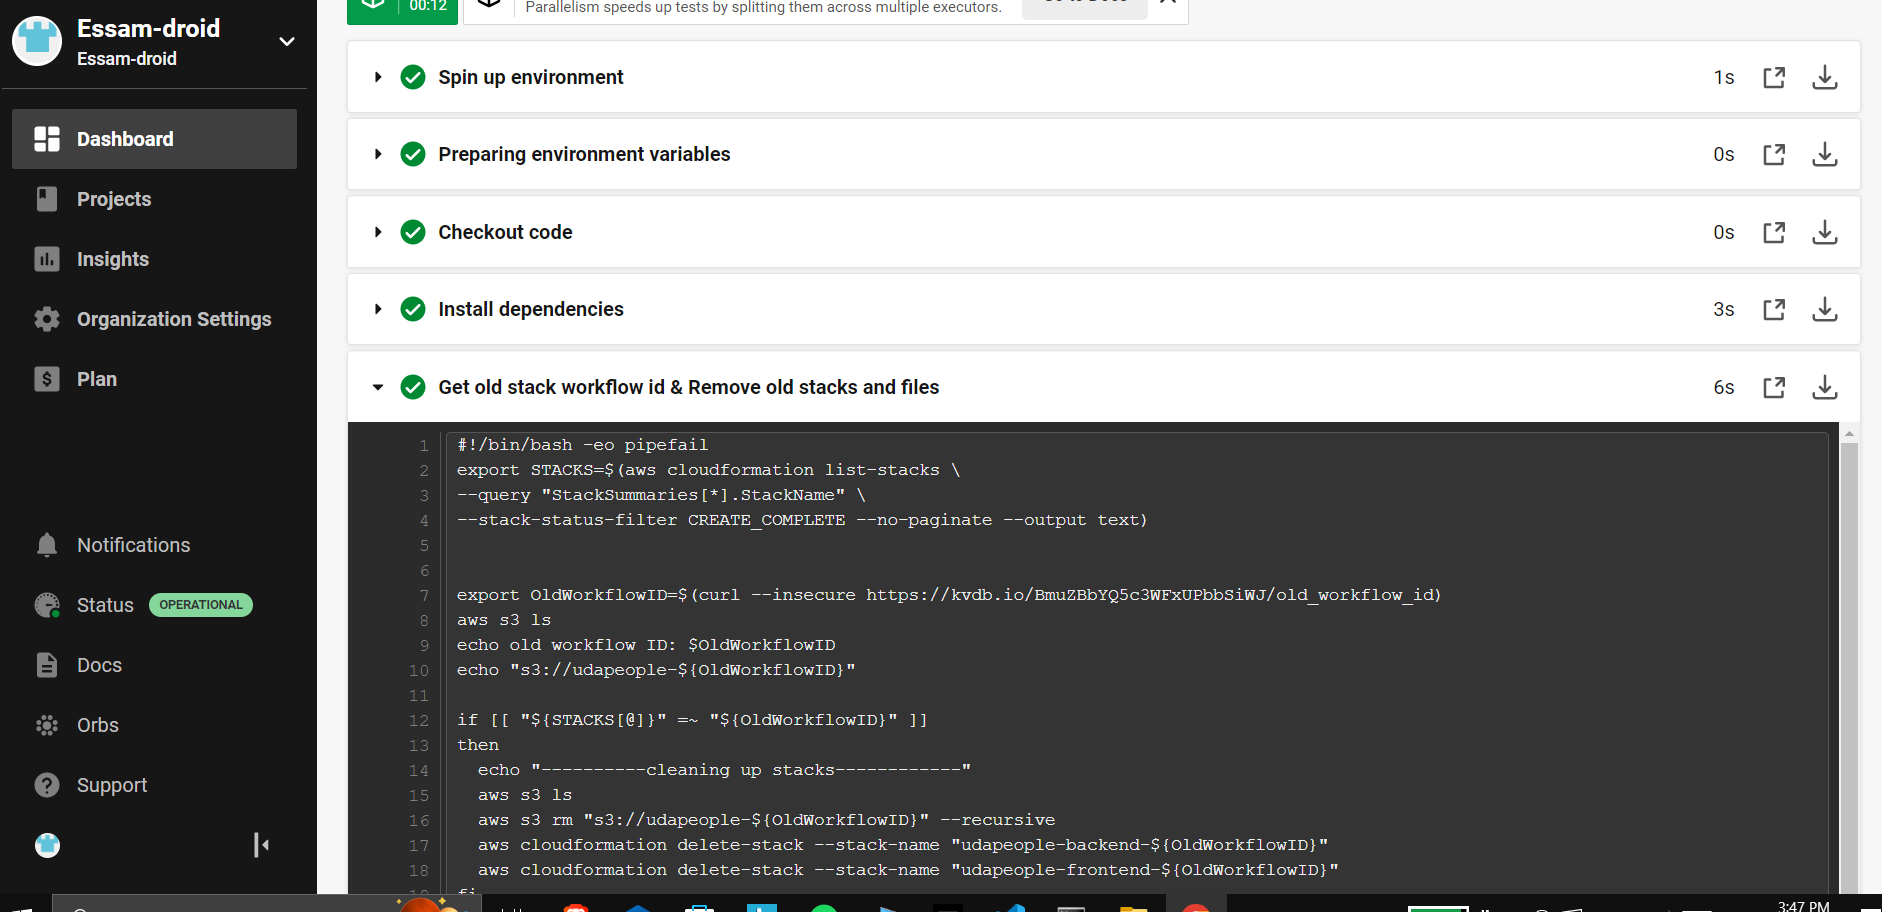 Essam-droid
Essam-droid
Dashboard
Projects
Insights
Organization Settings
Plan
Notifications
Status OPERATIONAL
Docs
Orbs
Support
00:12
Parallelism speeds up tests by splitting them across multiple executors.
Spin up environment 1s
Preparing environment variables 0s
Checkout code 0s
Install dependencies 3s
Get old stack workflow id & Remove old stacks and files 6s
1 #!/bin/bash -eo pipefail
2 export STACKS=$(aws cloudformation list-stacks \
3 --query "StackSummaries[*].StackName" \
4 --stack-status-filter CREATE_COMPLETE --no-paginate --output text)
5
6
7 export OldWorkflowID=$(curl --insecure https://kvdb.io/BmuZBbYQ5c3WFxUPbbSiWJ/old_workflow_id)
8 aws s3 ls
9 echo old workflow ID: $OldWorkflowID
10 echo "s3://udapeople-${OldWorkflowID}"
11
12 if [[ "${STACKS[@]}" =~ "${OldWorkflowID}" ]]
13 then
14 echo "----------cleaning up stacks------------"
15 aws s3 ls
16 aws s3 rm "s3://udapeople-${OldWorkflowID}" --recursive
17 aws cloudformation delete-stack --stack-name "udapeople-backend-${OldWorkflowID}"
18 aws cloudformation delete-stack --stack-name "udapeople-frontend-${OldWorkflowID}"
3:47 PM